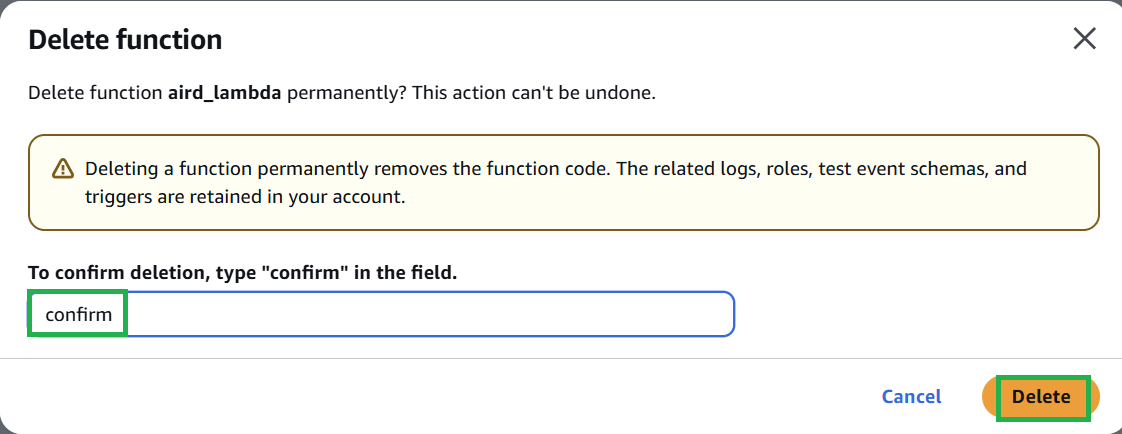 Delete function
Delete function aird_lambda permanently? This action can't be undone.
Deleting a function permanently removes the function code. The related logs, roles, test event schemas, and
triggers are retained in your account.
To confirm deletion, type "confirm" in the field.
confirm
Cancel
Delete